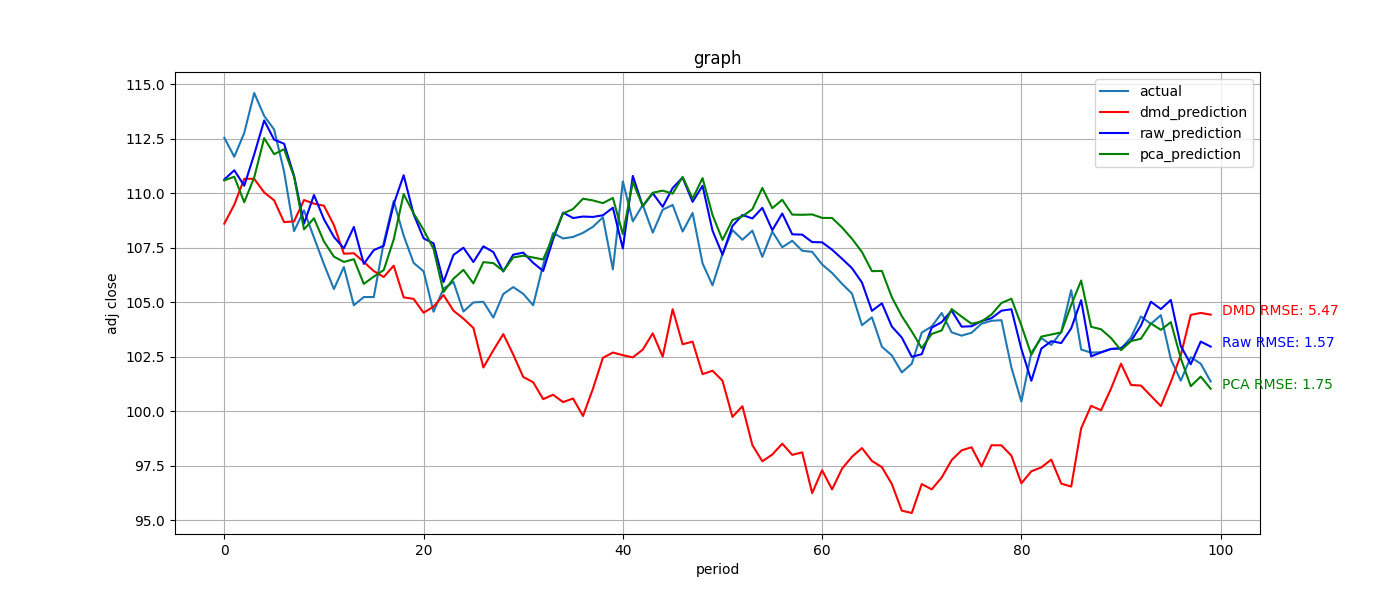 graph
115.0
112.5
110.0
107.5
105.0
102.5
100.0
97.5
95.0
adj close
actual
dmd_prediction
raw_prediction
pca_prediction
DMD RMSE: 5.47
Raw RMSE: 1.57
PCA RMSE: 1.75
0 20 40 60 80 100
period